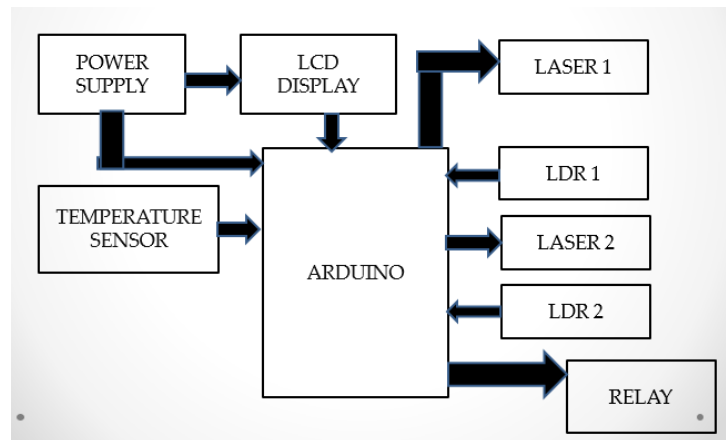 POWER
SUPPLY
LCD
DISPLAY
LASER 1
LDR 1
TEMPERATURE
SENSOR
LASER 2
ARDUINO
LDR 2
RELAY